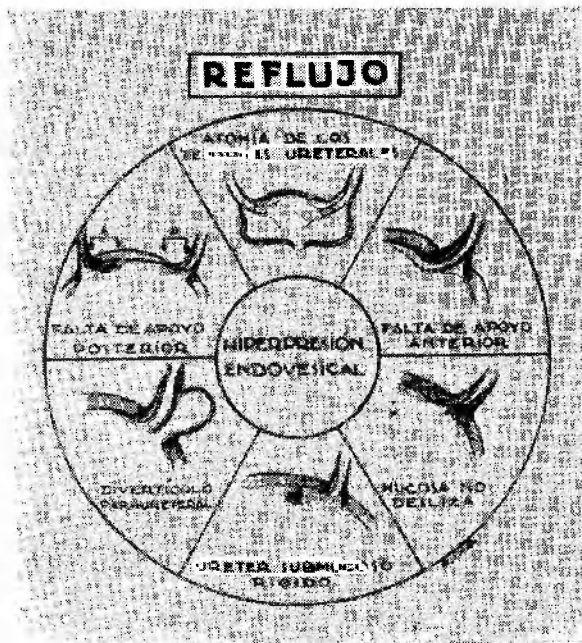 REFLUJO
ATONIA DE LOS
URETERALES
FALTA DE APOYO
POSTERIOR
FALTA DE APOYO
ANTERIOR
HIPERPRESIÓN
ENDOVESICAL
DIVERTICULO
PARAURETERAL
MUCOSA NO
DESLIZA
URETER SUBMUCOSO
RIGIDO